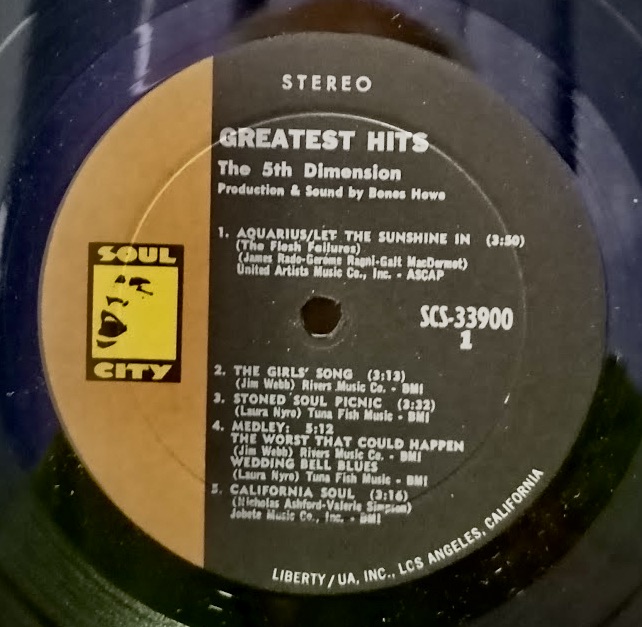 STEREO
GREATEST HITS
The 5th Dimension
Production & Sound by Bones Howe
1. AQUARIUS/LET THE SUNSHINE IN (3:50)
(The Flesh Failures)
(James Rado-Gerome Ragni-Galt MacDermot)
United Artists Music Co., Inc. - ASCAP
SOUL
CITY
SCS-33900
1
2. THE GIRLS' SONG (3:13)
(Jim Webb) Rivers Music Co. - BMI
3. STONED SOUL PICNIC (3:32)
(Laura Nyro) Tuna Fish Music - BMI
4. MEDLEY: 5:12
THE WORST THAT COULD HAPPEN
(Jim Webb) Rivers Music Co. - BMI
WEDDING BELL BLUES
(Laura Nyro) Tuna Fish Music - BMI
5. CALIFORNIA SOUL (3:16)
(Nicholas Ashford-Valerie Simpson)
Jobete Music Co., Inc. - BMI
LIBERTY/UA, INC., LOS ANGELES, CALIFORNIA